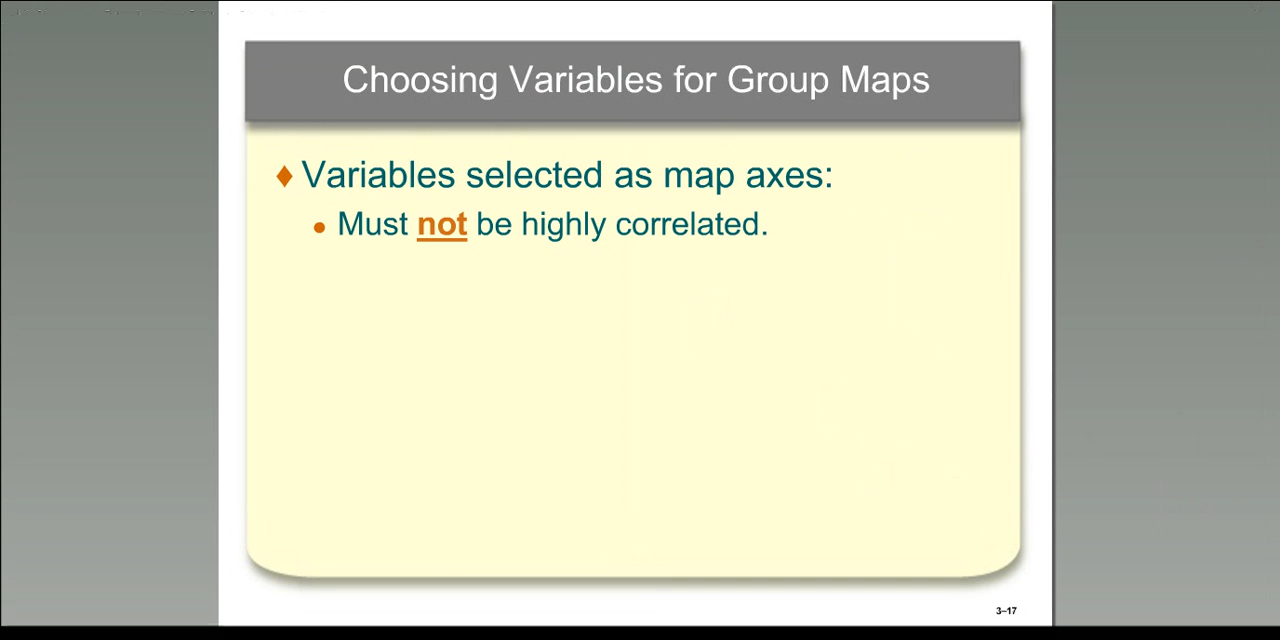 Choosing Variables for Group Maps
♦ Variables selected as map axes:
• Must not be highly correlated.
3–17